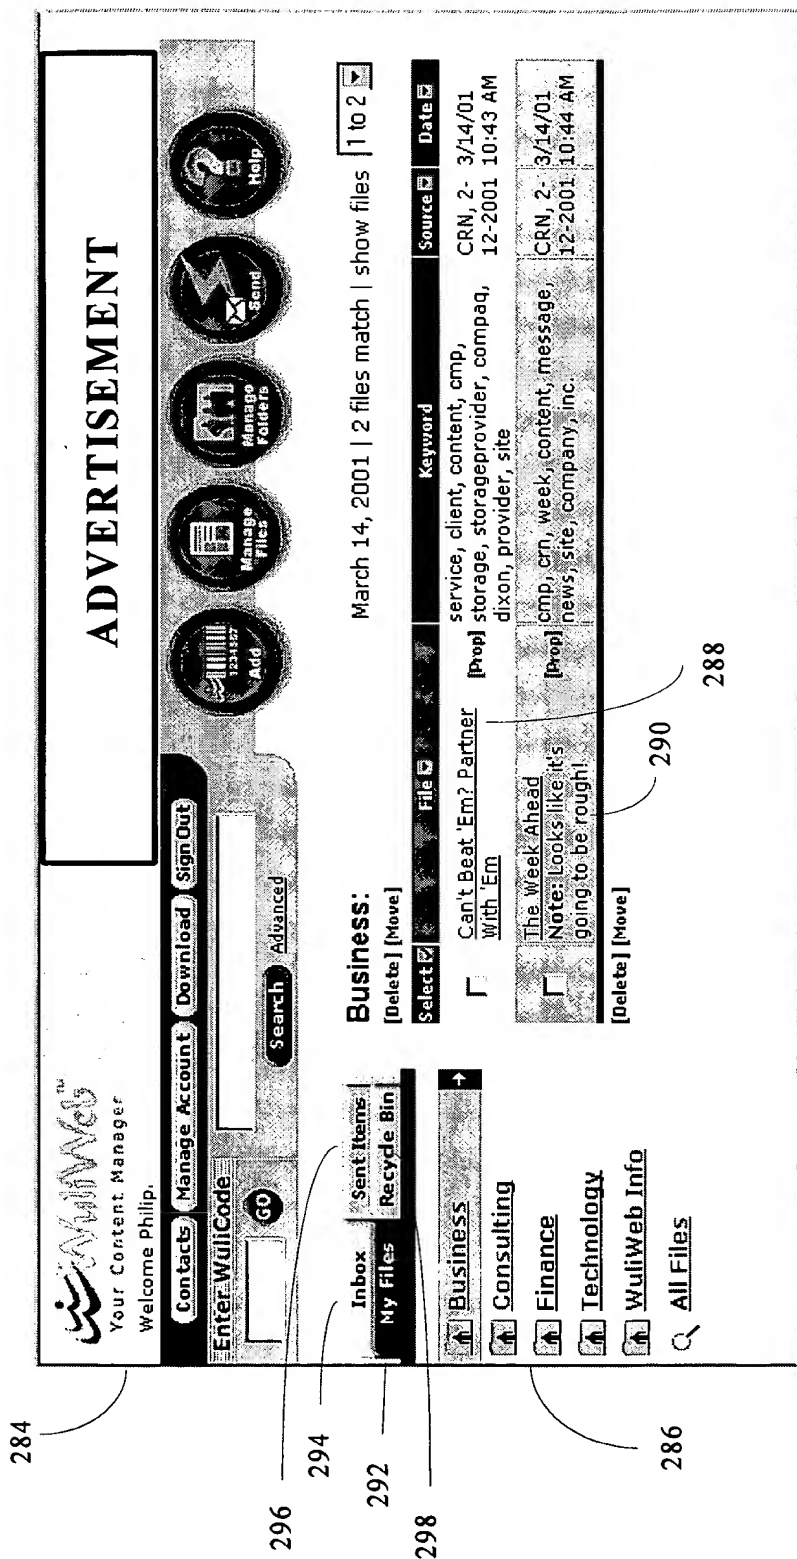 284
WuliWeb™
Your Content Manager
Welcome Philip.
ADVERTISEMENT
Contacts Manage Account Download Sign Out
Enter WuliCode
GO
Search Advanced
Add
1234567
Manage Files
Manage Folders
Send
Help
296
294
292
298
286
Inbox Sent Items
My Files Recycle Bin
Business
Consulting
Finance
Technology
WuliWeb Info
All Files
Business:
March 14, 2001 | 2 files match | show files 1 to 2
[Delete] [Move]
Select File Keyword Source Date
Can't Beat 'Em? Partner
With 'Em
[Prop]
service, client, content, cmp,
storage, storageprovider, compaq,
dixon, provider, site
CRN, 2-
12-2001
3/14/01
10:43 AM
The Week Ahead
Note: Looks like it's
going to be rough!
[Prop]
cmp, crn, week, content, message,
news, site, company, inc.
CRN, 2-
12-2001
3/14/01
10:44 AM
[Delete] [Move]
288
290